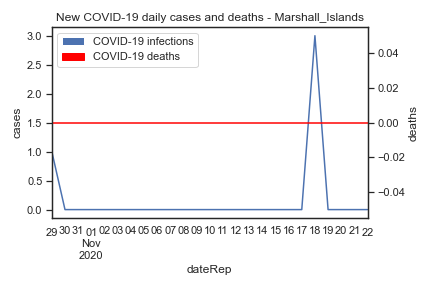 New COVID-19 daily cases and deaths - Marshall_Islands
COVID-19 infections
COVID-19 deaths
3.0
2.5
2.0
1.5
1.0
0.5
0.0
cases
0.04
0.02
0.00
−0.02
−0.04
deaths
29 30 31 01 02 03 04 05 06 07 08 09 10 11 12 13 14 15 16 17 18 19 20 21 22
Nov
2020
dateRep